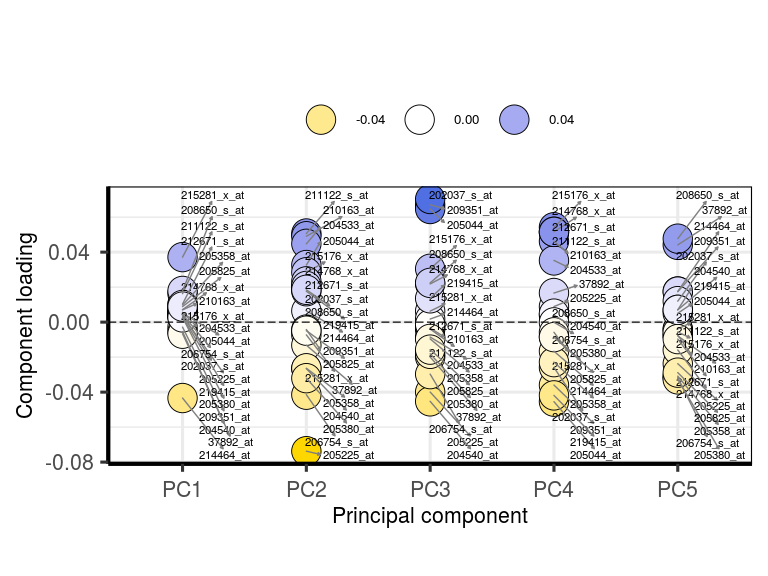 -0.04 0.00 0.04
Component loading
0.04
0.00
-0.04
-0.08
215281_x_at
208650_s_at
211122_s_at
212671_s_at
205358_at
205825_at
214768_x_at
210163_at
215176_x_at
204533_at
205044_at
206754_s_at
202037_s_at
205225_at
219415_at
205380_at
209351_at
204540_at
37892_at
214464_at
211122_s_at
210163_at
204533_at
205044_at
215176_x_at
214768_x_at
212671_s_at
202037_s_at
208650_s_at
219415_at
214464_at
209351_at
205825_at
215281_x_at
37892_at
205358_at
204540_at
205380_at
206754_s_at
205225_at
202037_s_at
209351_at
205044_at
215176_x_at
208650_s_at
214768_x_at
219415_at
215281_x_at
214464_at
212671_s_at
210163_at
211122_s_at
204533_at
205358_at
205825_at
205380_at
37892_at
206754_s_at
205225_at
204540_at
215176_x_at
214768_x_at
212671_s_at
211122_s_at
210163_at
204533_at
37892_at
205225_at
208650_s_at
204540_at
206754_s_at
205380_at
215281_x_at
205825_at
214464_at
205358_at
202037_s_at
209351_at
219415_at
205044_at
208650_s_at
37892_at
214464_at
209351_at
202037_s_at
204540_at
219415_at
205044_at
215281_x_at
211122_s_at
215176_x_at
204533_at
210163_at
212671_s_at
214768_x_at
205225_at
205825_at
205358_at
206754_s_at
205380_at
PC1 PC2 PC3 PC4 PC5
Principal component